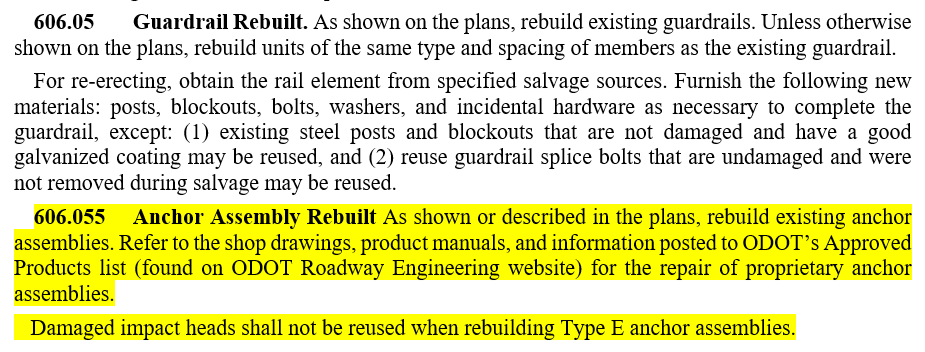 606.05 Guardrail Rebuilt. As shown on the plans, rebuild existing guardrails. Unless otherwise
shown on the plans, rebuild units of the same type and spacing of members as the existing guardrail.
For re-erecting, obtain the rail element from specified salvage sources. Furnish the following new
materials: posts, blockouts, bolts, washers, and incidental hardware as necessary to complete the
guardrail, except: (1) existing steel posts and blockouts that are not damaged and have a good
galvanized coating may be reused, and (2) reuse guardrail splice bolts that are undamaged and were
not removed during salvage may be reused.
606.055 Anchor Assembly Rebuilt As shown or described in the plans, rebuild existing anchor
assemblies. Refer to the shop drawings, product manuals, and information posted to ODOT’s Approved
Products list (found on ODOT Roadway Engineering website) for the repair of proprietary anchor
assemblies.
Damaged impact heads shall not be reused when rebuilding Type E anchor assemblies.